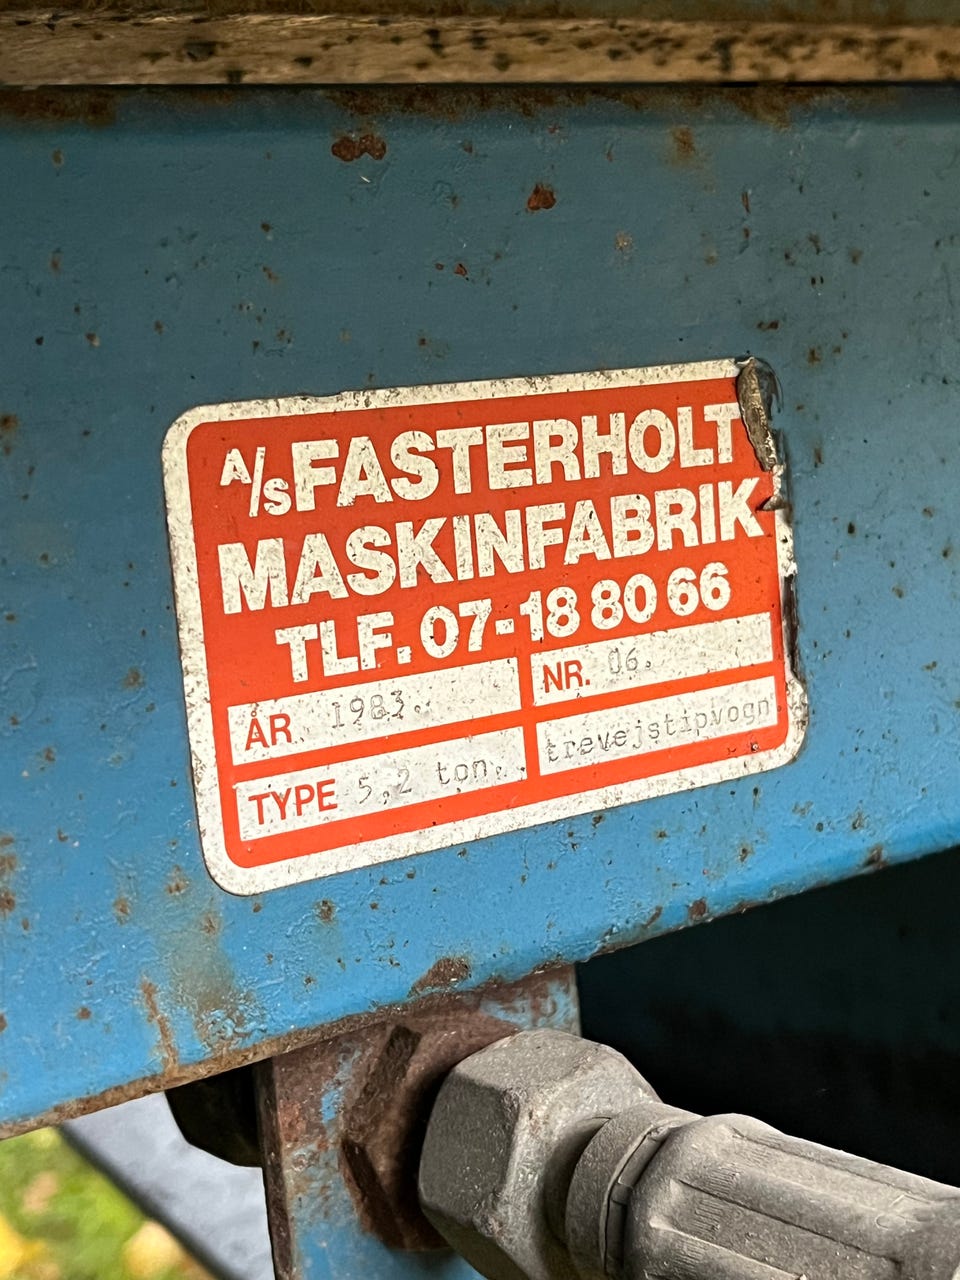 A/S FASTERHOLT
MASKINFABRIK
TLF. 07-18 80 66
ÅR 1983. NR. 06.
TYPE 5,2 ton. trevejstipvogn